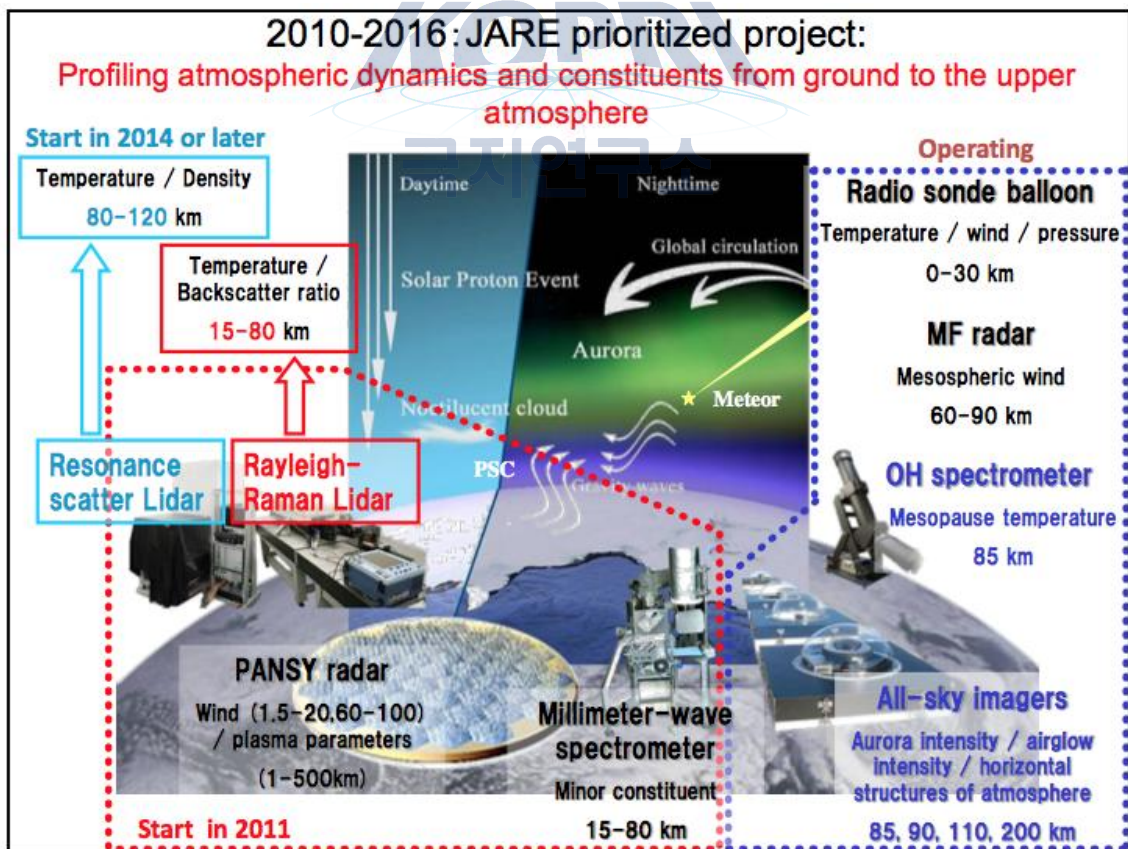 KOPRI
극지연구소
2010-2016: JARE prioritized project:
Profiling atmospheric dynamics and constituents from ground to the upper
atmosphere
Start in 2014 or later
Temperature / Density
80-120 km
Temperature /
Backscatter ratio
15-80 km
Resonance
scatter Lidar
Rayleigh-
Raman Lidar
Daytime
Nighttime
Global circulation
Solar Proton Event
Aurora
Meteor
Noctilucent cloud
PSC
Gravity waves
Operating
Radio sonde balloon
Temperature / wind / pressure
0-30 km
MF radar
Mesospheric wind
60-90 km
OH spectrometer
Mesopause temperature
85 km
PANSY radar
Wind (1.5-20,60-100)
/ plasma parameters
(1-500km)
Millimeter-wave
spectrometer
Minor constituent
15-80 km
All-sky imagers
Aurora intensity / airglow
intensity / horizontal
structures of atmosphere
85, 90, 110, 200 km
Start in 2011